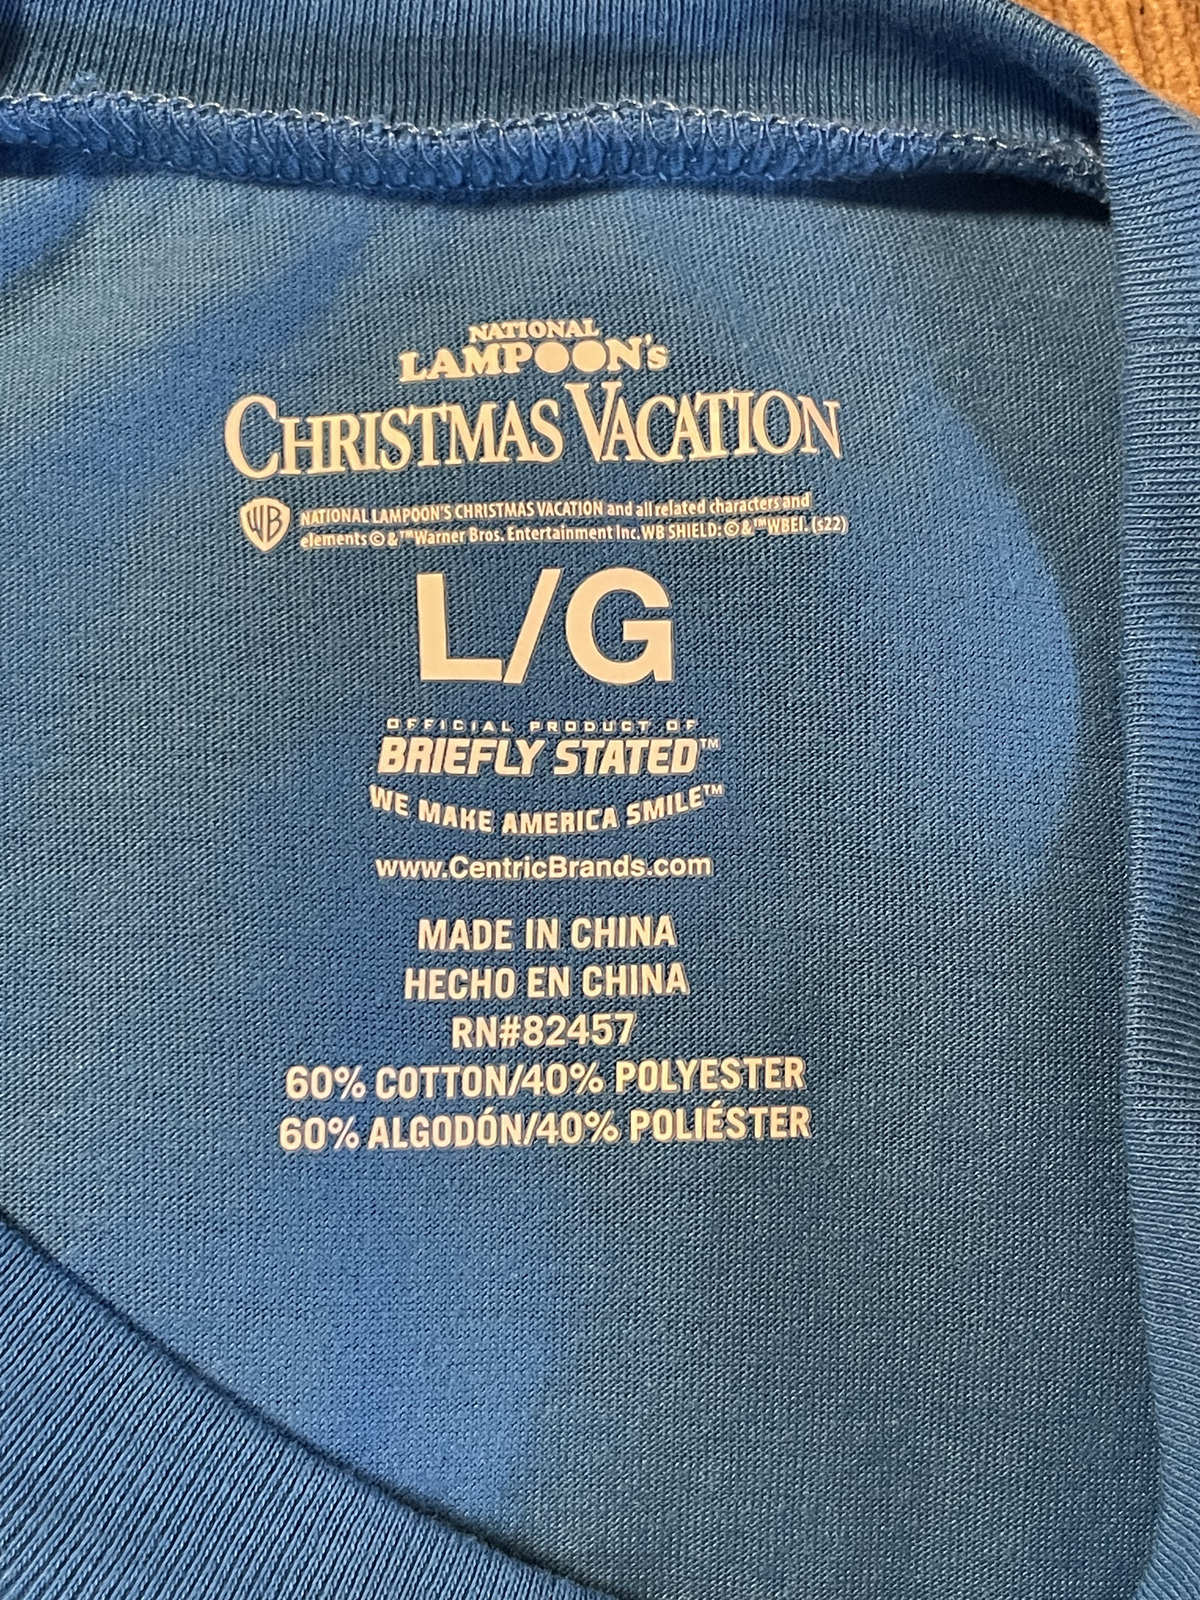 NATIONAL
LAMPOON's
CHRISTMAS VACATION
WB
NATIONAL LAMPOON'S CHRISTMAS VACATION and all related characters and
elements © & ™ Warner Bros. Entertainment Inc. WB SHIELD: © & ™ WBEI. (s22)
L/G
OFFICIAL PRODUCT OF
BRIEFLY STATED™
WE MAKE AMERICA SMILE™
www.CentricBrands.com
MADE IN CHINA
HECHO EN CHINA
RN#82457
60% COTTON/40% POLYESTER
60% ALGODÓN/40% POLIÉSTER